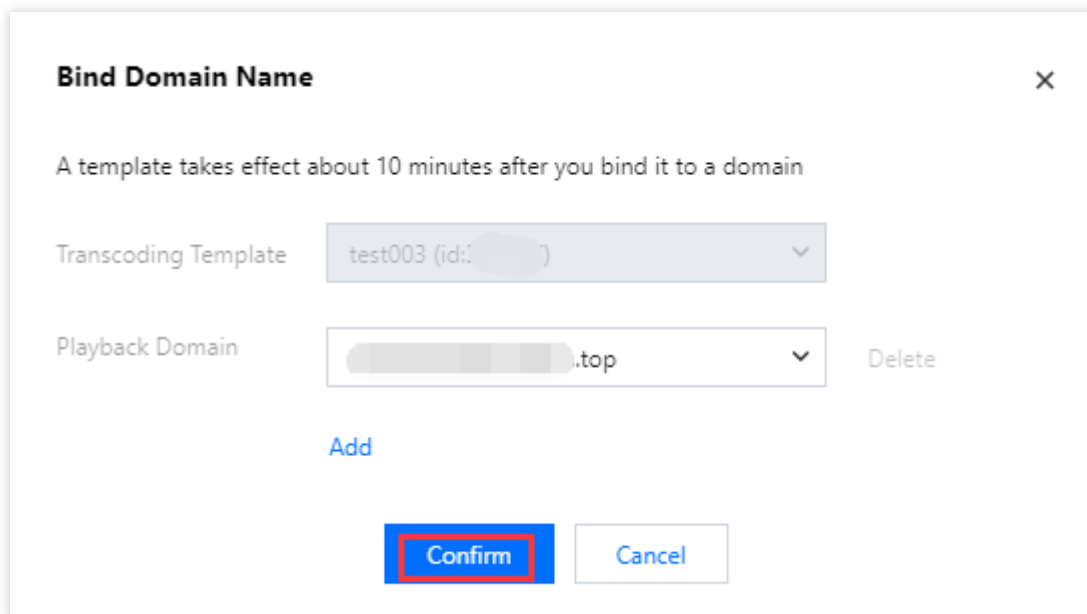 Bind Domain Name
A template takes effect about 10 minutes after you bind it to a domain
Transcoding Template test003 (id:
Playback Domain .top Delete
Add
Confirm Cancel